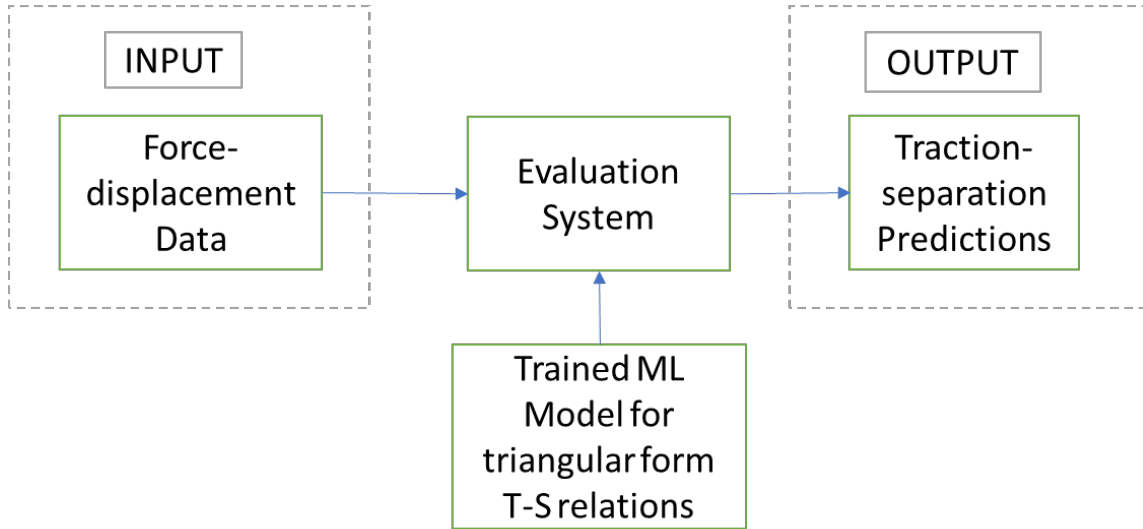 INPUT
Force-
displacement
Data
Evaluation
System
OUTPUT
Traction-
separation
Predictions
Trained ML
Model for
triangular form
T-S relations